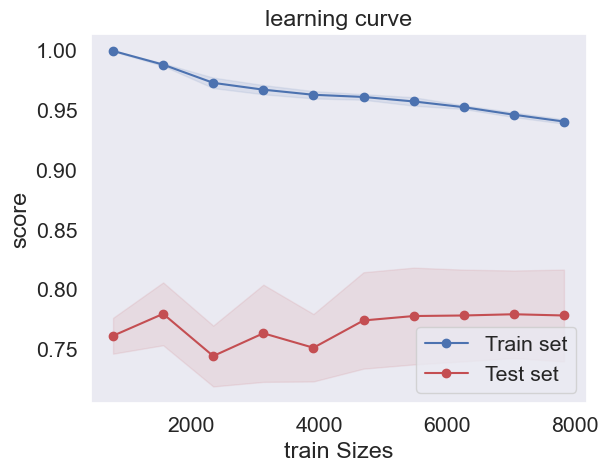 learning curve
1.00
0.95
0.90
0.85
0.80
0.75
score
Train set
Test set
2000 4000 6000 8000
train Sizes